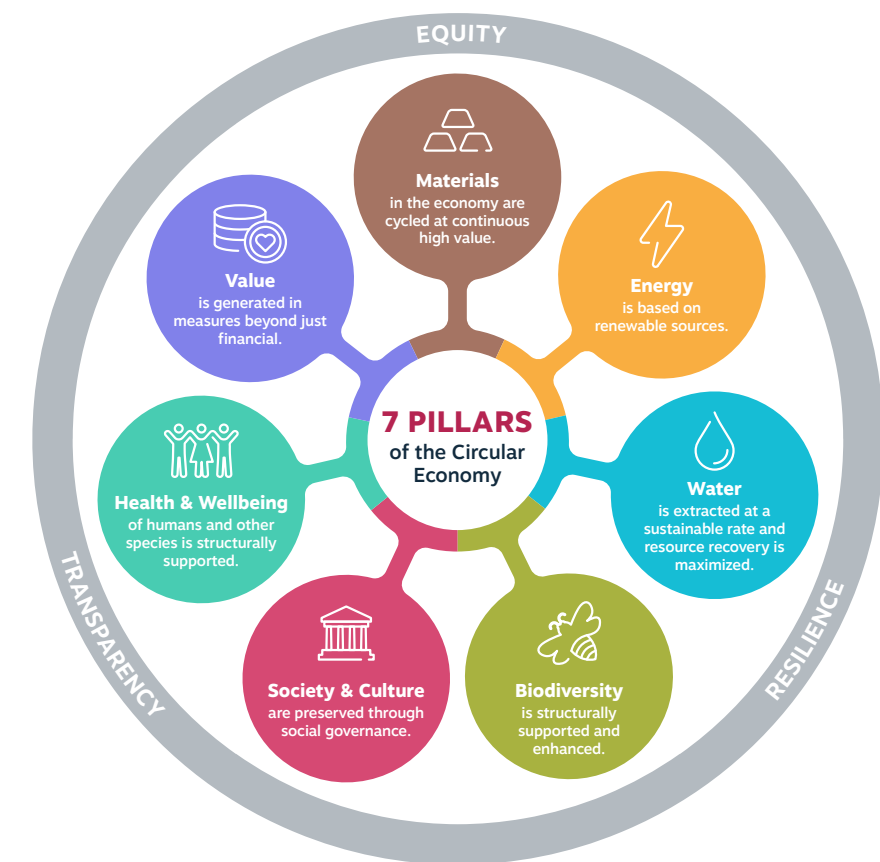 EQUITY
Materials
in the economy are
cycled at continuous
high value.
Energy
is based on
renewable sources.
Water
is extracted at a
sustainable rate and
resource recovery is
maximized.
Biodiversity
is structurally
supported and
enhanced.
Society & Culture
are preserved through
social governance.
Health & Wellbeing
of humans and other
species is structurally
supported.
Value
is generated in
measures beyond just
financial.
7 PILLARS
of the Circular
Economy
RESILIENCE
TRANSPARENCY